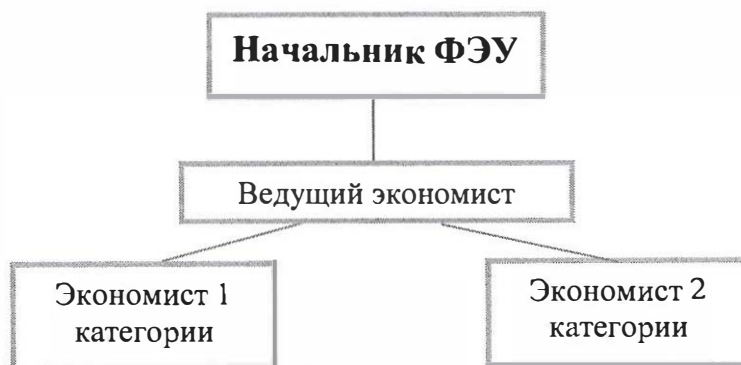 Начальник ФЭУ
Ведущий экономист
Экономист 1
категории
Экономист 2
категории